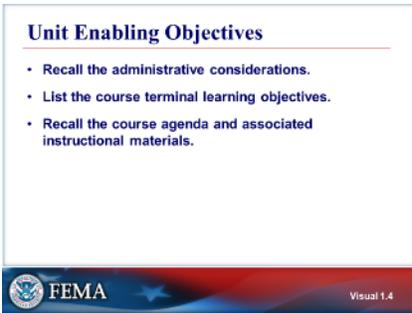 Unit Enabling Objectives
• Recall the administrative considerations.
• List the course terminal learning objectives.
• Recall the course agenda and associated
instructional materials.
FEMA
Visual 1.4